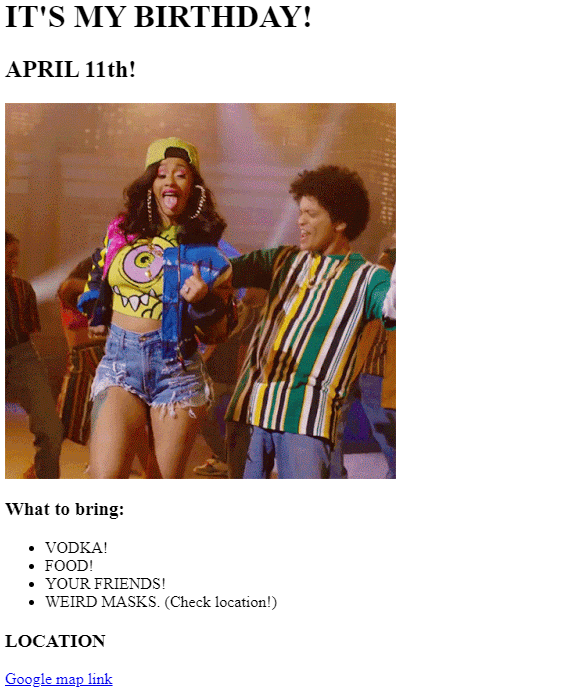 IT'S MY BIRTHDAY!
APRIL 11th!
What to bring:
VODKA!
FOOD!
YOUR FRIENDS!
WEIRD MASKS. (Check location!)
LOCATION
Google map link